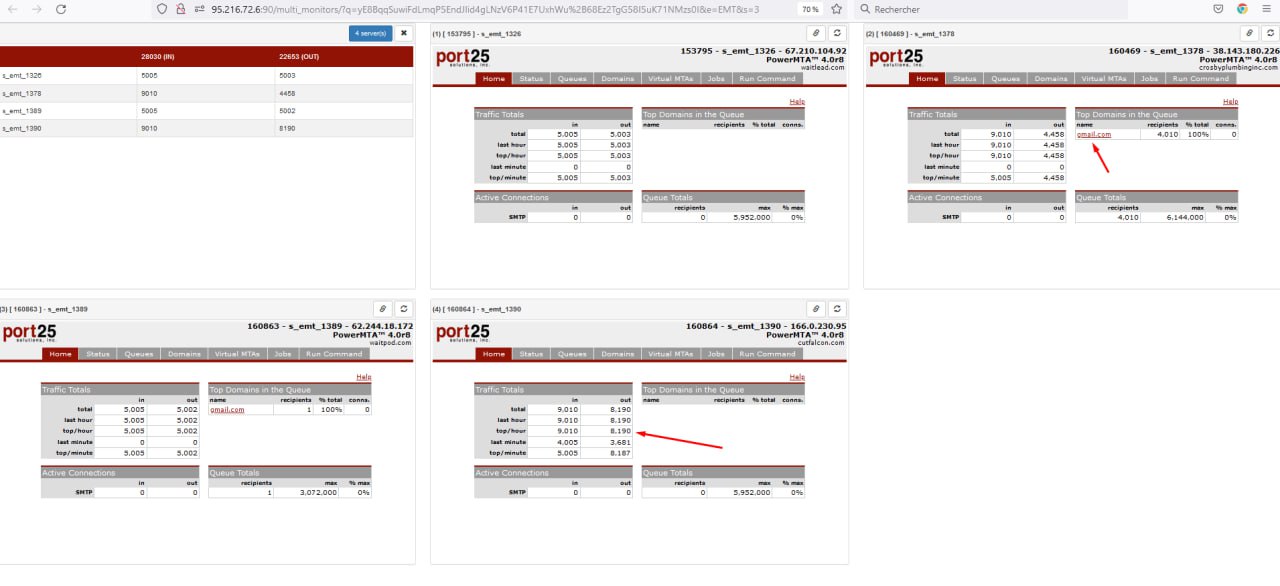 95.216.72.6:90/multi_monitors/?q=yE8BqqSuwiFdLmqP5EndJIid4gLNzV6P41E7UxhWu%2B68Ez2TgGS8I5uK71NMzs0I&e=EMT&s=3
70 %
Rechercher
4 server(s)
28030 (IN) 22653 (OUT)
s_emt_1326 5005 5003
s_emt_1378 9010 4458
s_emt_1389 5005 5002
s_emt_1390 9010 8190
(1) [ 153795 ] - s_emt_1326
port25
solutions, inc.
153795 - s_emt_1326 - 67.210.104.92
PowerMTA™ 4.0r8
waitlead.com
Home Status Queues Domains Virtual MTAs Jobs Run Command
Help
Traffic Totals
in out
total 5,005 5,003
last hour 5,005 5,003
top/hour 5,005 5,003
last minute 0 0
top/minute 5,005 5,003
Top Domains in the Queue
name recipients % total conns.
Active Connections
in out
SMTP 0 0
Queue Totals
recipients max % max
0 5,952,000 0%
(2) [ 160469 ] - s_emt_1378
port25
solutions, inc.
160469 - s_emt_1378 - 38.143.180.226
PowerMTA™ 4.0r8
crosbyplumbinginc.com
Home Status Queues Domains Virtual MTAs Jobs Run Command
Help
Traffic Totals
in out
total 9,010 4,458
last hour 9,010 4,458
top/hour 9,010 4,458
last minute 0 0
top/minute 5,005 4,458
Top Domains in the Queue
name recipients % total conns.
gmail.com 4,010 100% 0
Active Connections
in out
SMTP 0 0
Queue Totals
recipients max % max
4,010 6,144,000 0%
(3) [ 160863 ] - s_emt_1389
port25
solutions, inc.
160863 - s_emt_1389 - 62.244.18.172
PowerMTA™ 4.0r8
waitpod.com
Home Status Queues Domains Virtual MTAs Jobs Run Command
Help
Traffic Totals
in out
total 5,005 5,002
last hour 5,005 5,002
top/hour 5,005 5,002
last minute 0 0
top/minute 5,005 5,002
Top Domains in the Queue
name recipients % total conns.
gmail.com 1 100% 0
Active Connections
in out
SMTP 0 0
Queue Totals
recipients max % max
1 3,072,000 0%
(4) [ 160864 ] - s_emt_1390
port25
solutions, inc.
160864 - s_emt_1390 - 166.0.230.95
PowerMTA™ 4.0r8
cutfalcon.com
Home Status Queues Domains Virtual MTAs Jobs Run Command
Help
Traffic Totals
in out
total 9,010 8,190
last hour 9,010 8,190
top/hour 9,010 8,190
last minute 4,005 3,681
top/minute 5,005 8,187
Top Domains in the Queue
name recipients % total conns.
Active Connections
in out
SMTP 0 0
Queue Totals
recipients max % max
0 5,952,000 0%